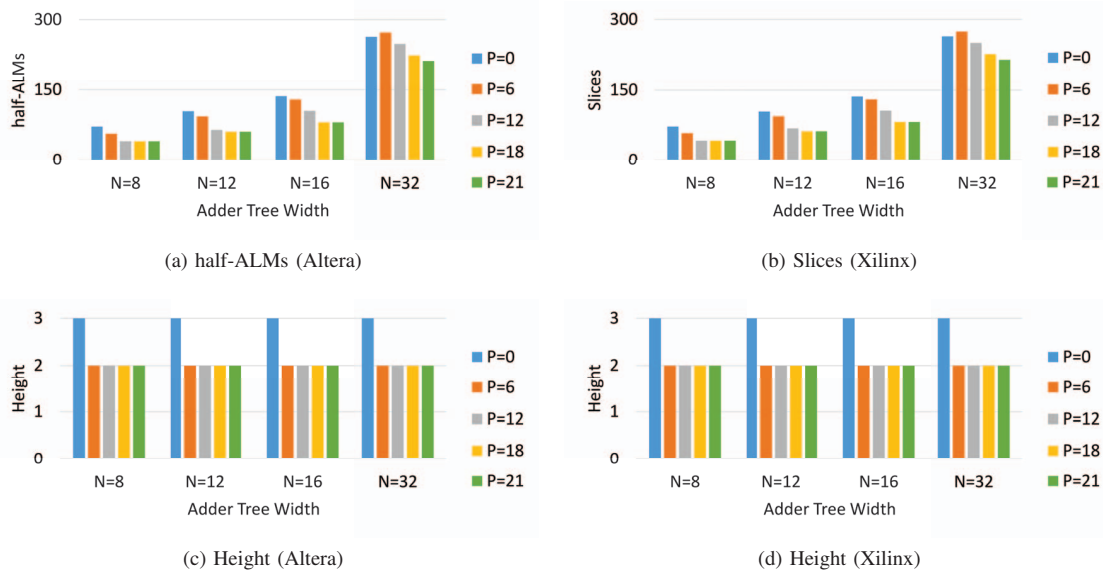 300
150
0
half-ALMs
N=8 N=12 N=16 N=32
Adder Tree Width
P=0
P=6
P=12
P=18
P=21
(a) half-ALMs (Altera)
300
150
0
Slices
N=8 N=12 N=16 N=32
Adder Tree Width
P=0
P=6
P=12
P=18
P=21
(b) Slices (Xilinx)
3
2
1
0
Height
N=8 N=12 N=16 N=32
Adder Tree Width
P=0
P=6
P=12
P=18
P=21
(c) Height (Altera)
3
2
1
0
Height
N=8 N=12 N=16 N=32
Adder Tree Width
P=0
P=6
P=12
P=18
P=21
(d) Height (Xilinx)